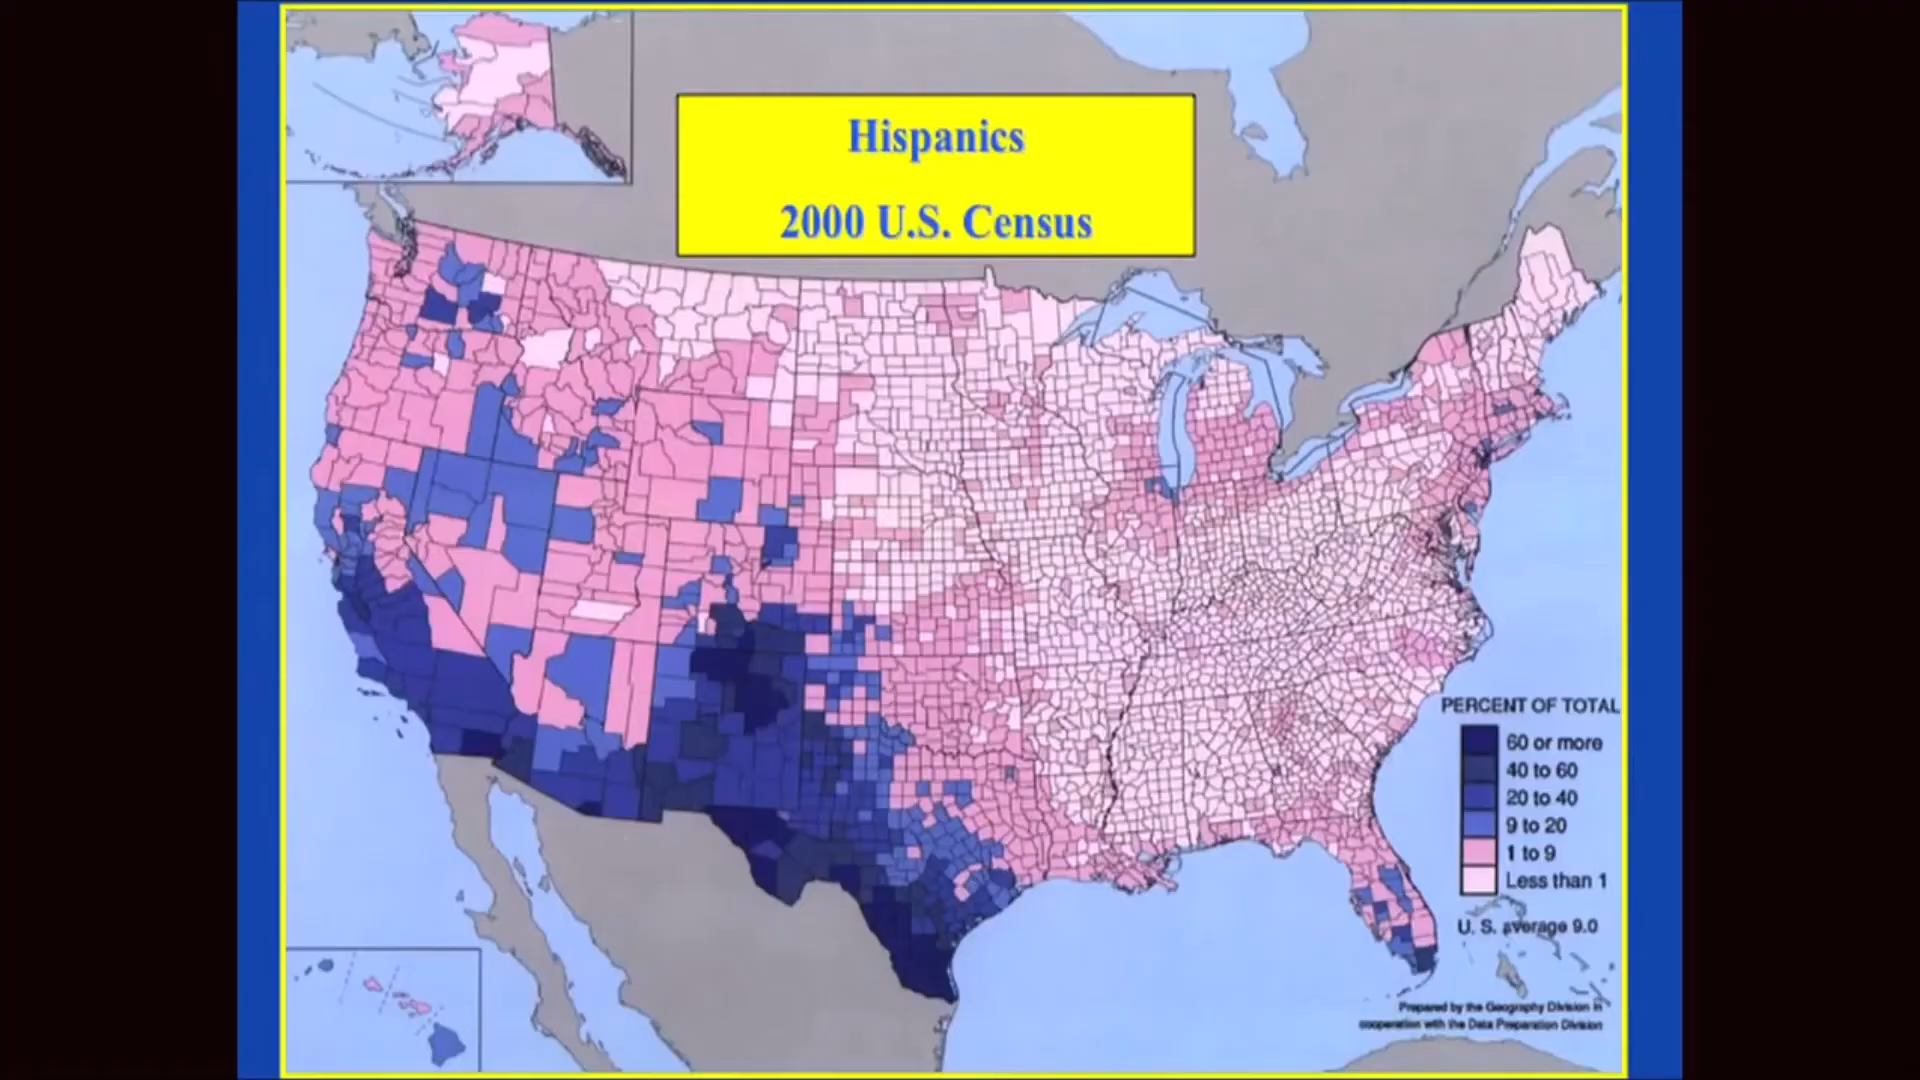 Hispanics
2000 U.S. Census
PERCENT OF TOTAL
60 or more
40 to 60
20 to 40
9 to 20
1 to 9
Less than 1
U. S. average 9.0
Prepared by the Geography Division in
cooperation with the Data Preparation Division